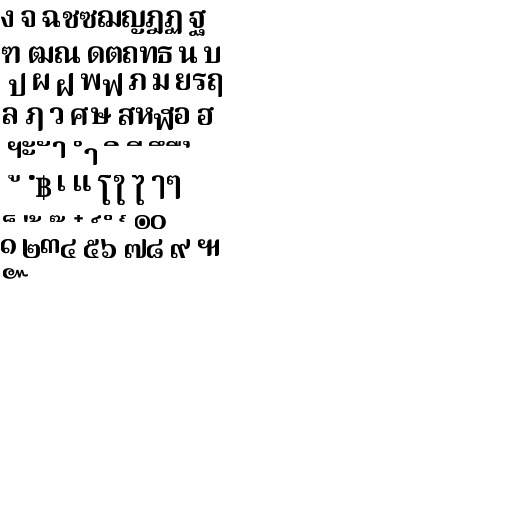 ง จ ฉ ช ซ ฌ ญ ฎ ฏ ฐ
ฑ ฒ ณ ด ต ถ ท ธ น บ
ป ผ ฝ พ ฟ ภ ม ย ร ฤ
ล ฦ ว ศ ษ ส ห ฬ อ ฮ
ฯ ะ ั า ำ ิ ี ึ ื ุ
ู ฺ ฿ เ แ โ ใ ไ ๅ ๆ
็ ่ ้ ๊ ๋ ์ ํ ๎ ๏ ๐
๑ ๒ ๓ ๔ ๕ ๖ ๗ ๘ ๙ ๚
๛